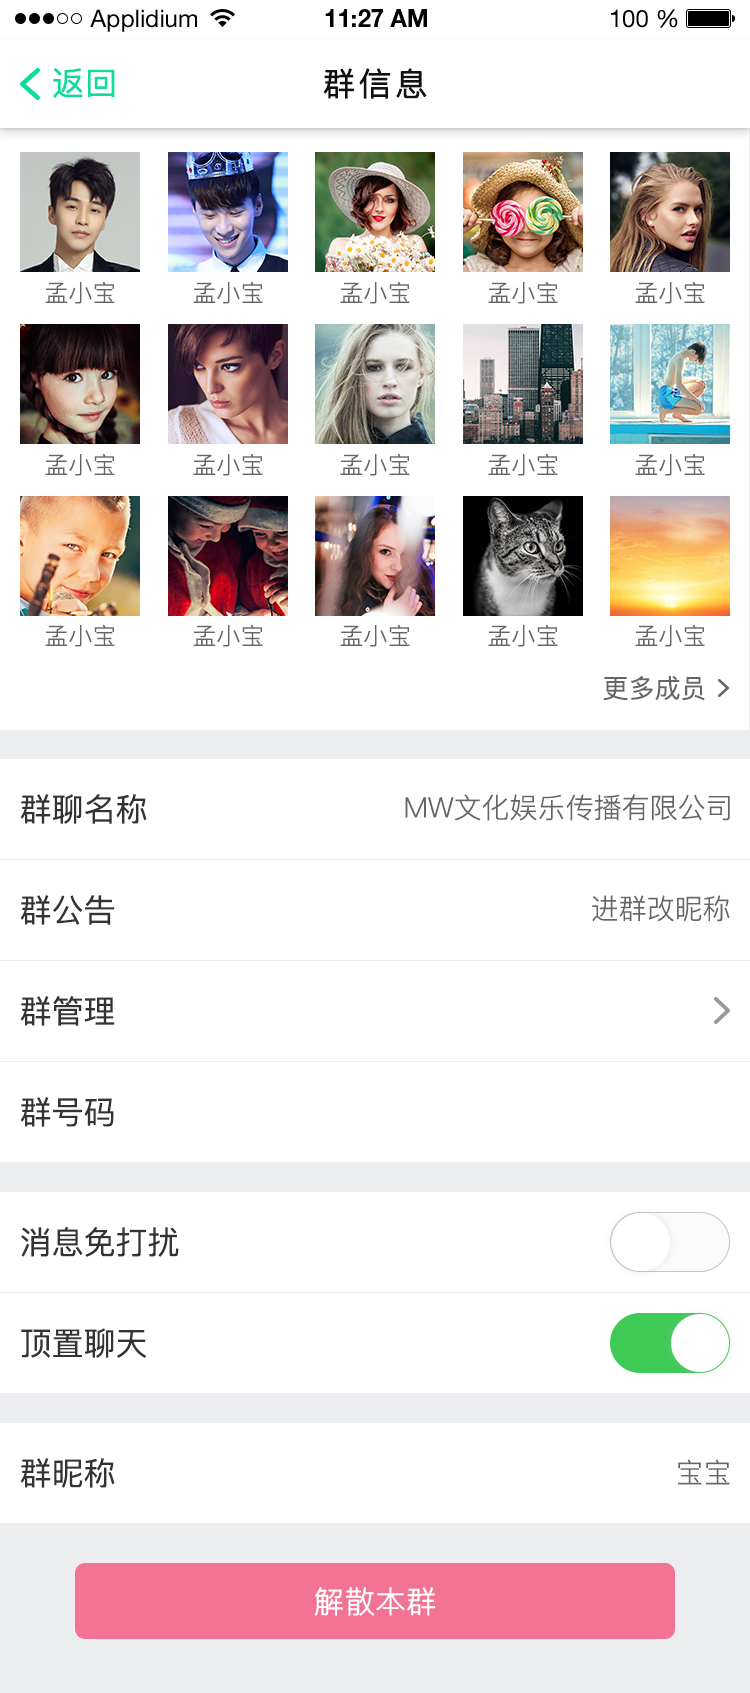 Applidium 11:27 AM 100 %
返回 群信息
孟小宝 孟小宝 孟小宝 孟小宝 孟小宝
孟小宝 孟小宝 孟小宝 孟小宝 孟小宝
孟小宝 孟小宝 孟小宝 孟小宝 孟小宝
更多成员
群聊名称 MW文化娱乐传播有限公司
群公告 进群改昵称
群管理
群号码
消息免打扰
顶置聊天
群昵称 宝宝
解散本群